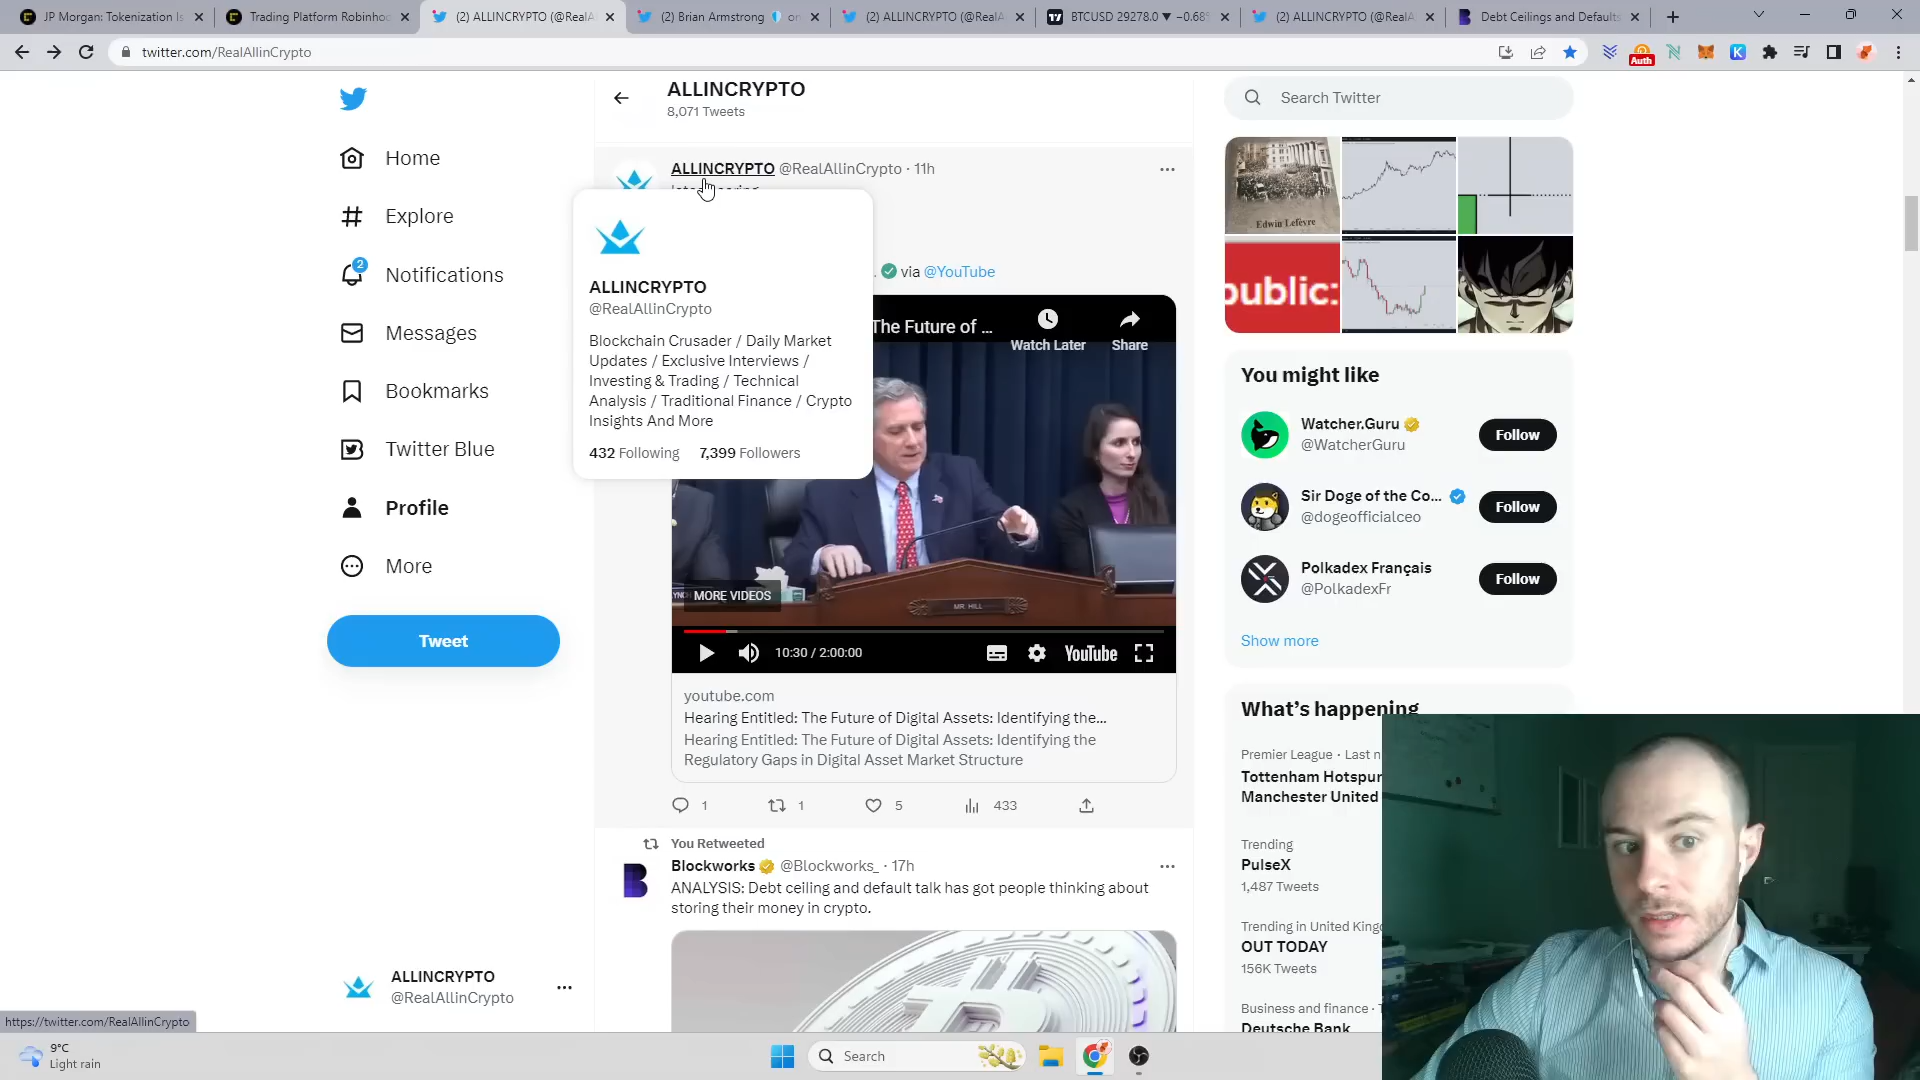 JP Morgan: Tokenization Is
Trading Platform Robinhoo
(2) ALLINCRYPTO (@RealA
(2) Brian Armstrong
on
(2) ALLINCRYPTO (@RealA
BTCUSD 29278.0 ▼ −0.68%
(2) ALLINCRYPTO (@RealA
Debt Ceilings and Defaults
twitter.com/RealAllinCrypto
Auth
Home
Explore
2
Notifications
Messages
Bookmarks
Twitter Blue
Profile
More
Tweet
ALLINCRYPTO
@RealAllinCrypto
ALLINCRYPTO
8,071 Tweets
ALLINCRYPTO @RealAllinCrypto · 11h
ALLINCRYPTO
@RealAllinCrypto
Blockchain Crusader / Daily Market
Updates / Exclusive Interviews /
Investing & Trading / Technical
Analysis / Traditional Finance / Crypto
Insights And More
432 Following 7,399 Followers
via @YouTube
The Future of ...
Watch Later
Share
MR. HILL
MORE VIDEOS
10:30 / 2:00:00
YouTube
youtube.com
Hearing Entitled: The Future of Digital Assets: Identifying the...
Hearing Entitled: The Future of Digital Assets: Identifying the
Regulatory Gaps in Digital Asset Market Structure
1
1
5
433
You Retweeted
Blockworks @Blockworks_ · 17h
ANALYSIS: Debt ceiling and default talk has got people thinking about
storing their money in crypto.
Search Twitter
Edwin Lefèvre
public:
You might like
Watcher.Guru
@WatcherGuru
Follow
Sir Doge of the Co...
@dogeofficialceo
Follow
Polkadex Français
@PolkadexFr
Follow
Show more
What's happening
Premier League · Last n
Tottenham Hotspur
Manchester United
Trending
PulseX
1,487 Tweets
Trending in United Kingd
OUT TODAY
156K Tweets
Business and finance ·
Deutsche Bank
https://twitter.com/RealAllinCrypto
9°C
Light rain
Search